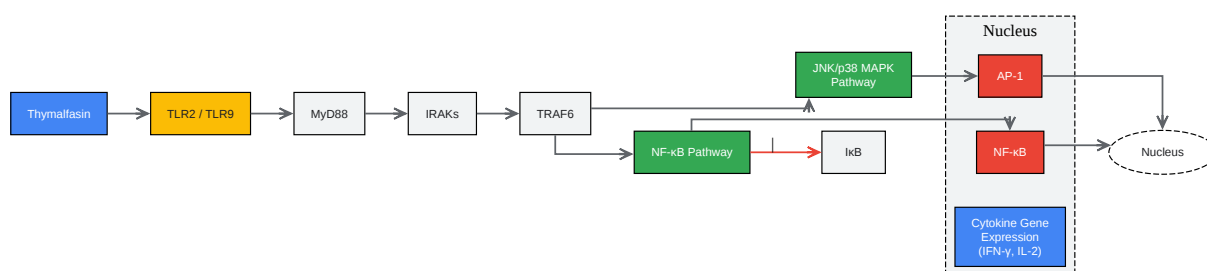 Nucleus
JNK/p38 MAPK
Pathway
AP-1
Thymalfasin
TLR2 / TLR9
MyD88
IRAKs
TRAF6
NF-κB Pathway
IκB
NF-κB
Nucleus
Cytokine Gene
Expression
(IFN-γ, IL-2)